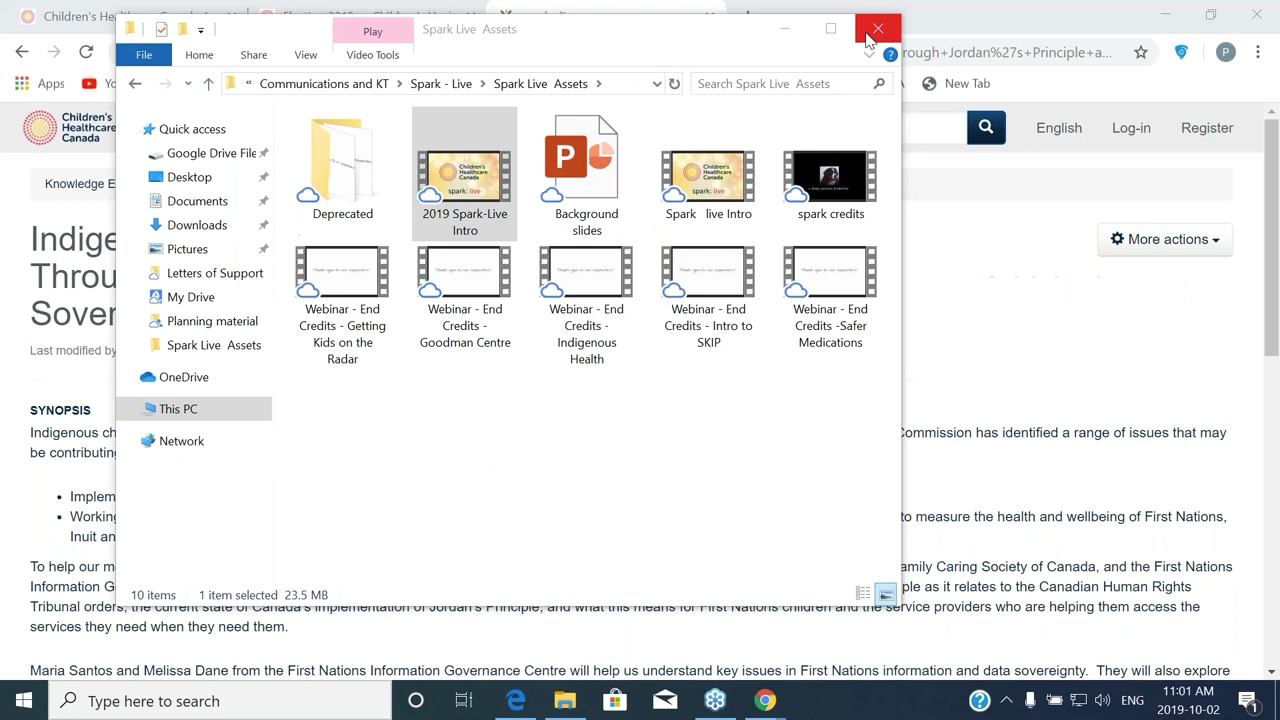 Play
Spark Live Assets
File
Home
Share
View
Video Tools
« Communications and KT > Spark - Live > Spark Live Assets >
Search Spark Live Assets
rough+Jordan%27s+Principle+a...
P
Apps
New Tab
Children's
Healthcare
Canada
English
Log-in
Register
Knowledge E
More actions
Quick access
Google Drive File
Desktop
Documents
Downloads
Pictures
Letters of Support
My Drive
Planning material
Spark Live Assets
OneDrive
This PC
Network
Deprecated
2019 Spark-Live
Intro
Background
slides
Spark live Intro
spark credits
Webinar - End
Credits - Getting
Kids on the
Radar
Webinar - End
Credits -
Goodman Centre
Webinar - End
Credits -
Indigenous
Health
Webinar - End
Credits - Intro to
SKIP
Webinar - End
Credits -Safer
Medications
10 items
1 item selected 23.5 MB
Indige
Throu
Sover
Last modified by
SYNOPSIS
Indigenous ch
Commission has identified a range of issues that may
be contributing
Implem
Working
to measure the health and wellbeing of First Nations,
Inuit an
To help our m
amily Caring Society of Canada, and the First Nations
Information G
ple as it relates to the Canadian Human Rights
Tribunal orders, the current state of Canada's implementation of Jordan's Principle, and what this means for First Nations children and the service providers who are helping them access the
services they need when they need them.
Maria Santos and Melissa Dane from the First Nations Information Governance Centre will help us understand key issues in First Nations information and data sovereignty. They will also explore
Type here to search
ENG
11:01 AM
2019-10-02
1